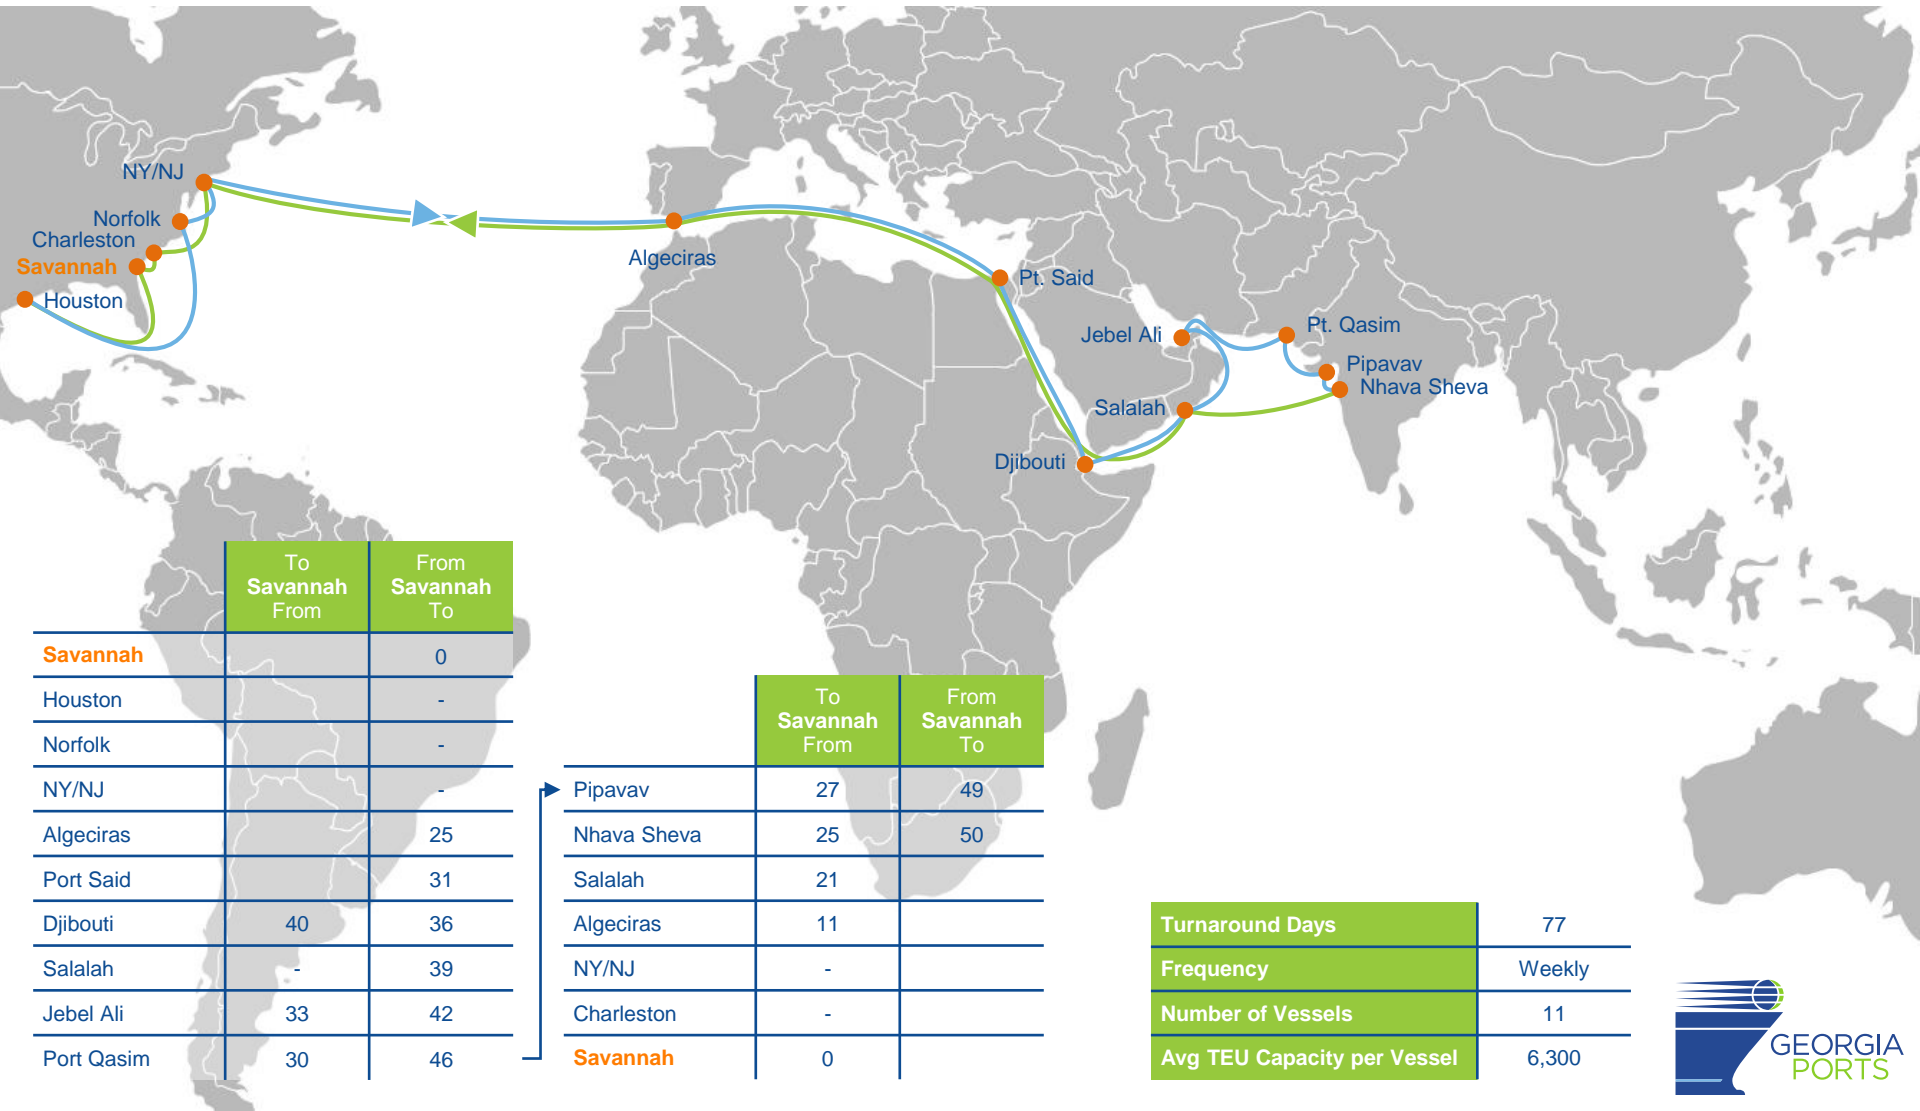 NY/NJ
Norfolk
Charleston
Savannah
Houston
Algeciras
Pt. Said
Jebel Ali
Pt. Qasim
Pipavav
Nhava Sheva
Salalah
Djibouti
To Savannah From
From Savannah To
Savannah 0
Houston -
Norfolk -
NY/NJ -
Algeciras 25
Port Said 31
Djibouti 40 36
Salalah - 39
Jebel Ali 33 42
Port Qasim 30 46
To Savannah From
From Savannah To
Pipavav 27 49
Nhava Sheva 25 50
Salalah 21
Algeciras 11
NY/NJ -
Charleston -
Savannah 0
Turnaround Days 77
Frequency Weekly
Number of Vessels 11
Avg TEU Capacity per Vessel 6,300
GEORGIA
PORTS